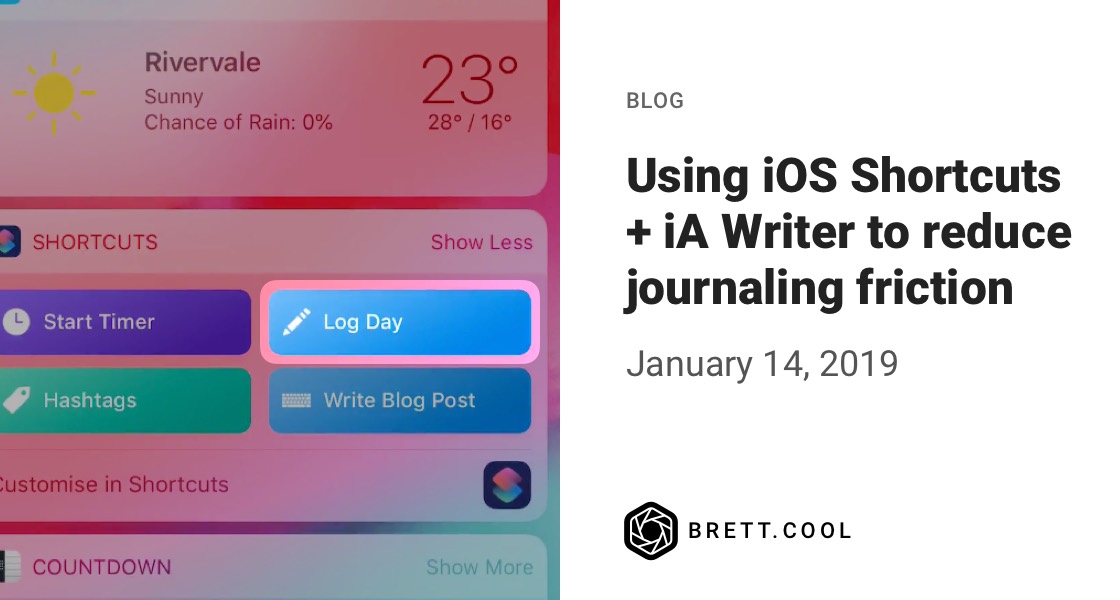 Rivervale
23°
Sunny
Chance of Rain: 0%
28° / 16°
SHORTCUTS
Show Less
Start Timer
Log Day
Hashtags
Write Blog Post
Customise in Shortcuts
COUNTDOWN
Show More
BLOG
Using iOS Shortcuts
+ iA Writer to reduce
journaling friction
January 14, 2019
BRETT.COOL